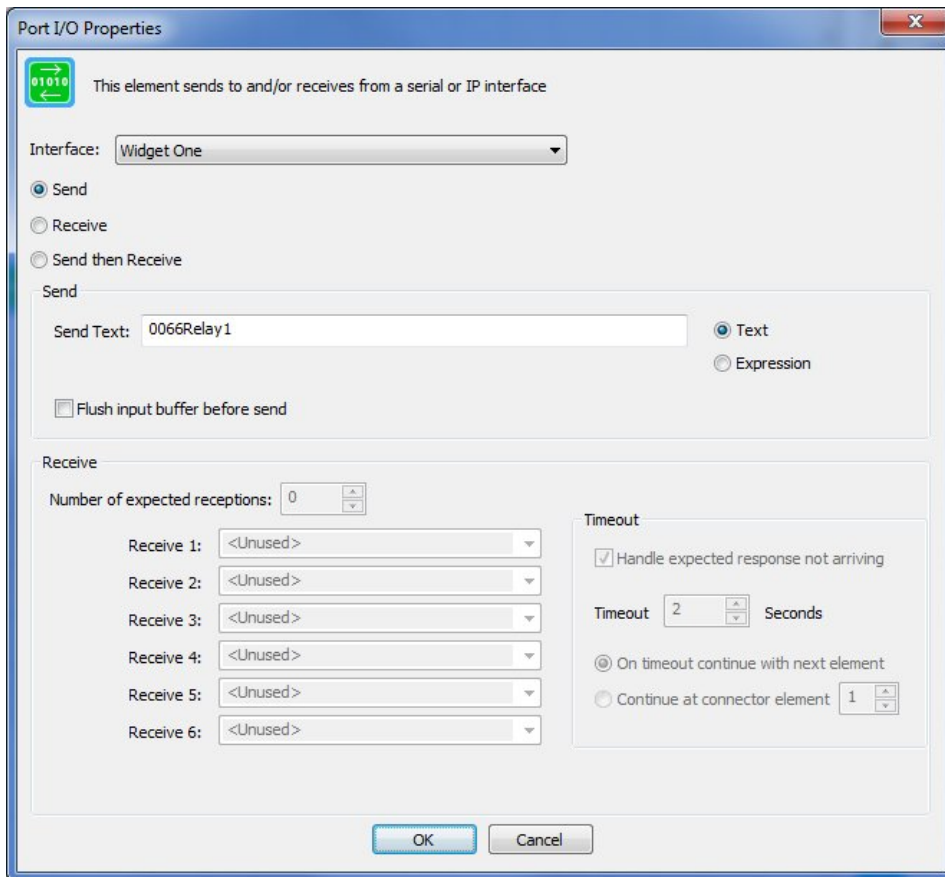 Port I/O Properties
01010
This element sends to and/or receives from a serial or IP interface
Interface: Widget One
Send
Receive
Send then Receive
Send
Send Text: 0066Relay1
Text
Expression
Flush input buffer before send
Receive
Number of expected receptions: 0
Receive 1: <Unused>
Receive 2: <Unused>
Receive 3: <Unused>
Receive 4: <Unused>
Receive 5: <Unused>
Receive 6: <Unused>
Timeout
Handle expected response not arriving
Timeout 2 Seconds
On timeout continue with next element
Continue at connector element 1
OK Cancel